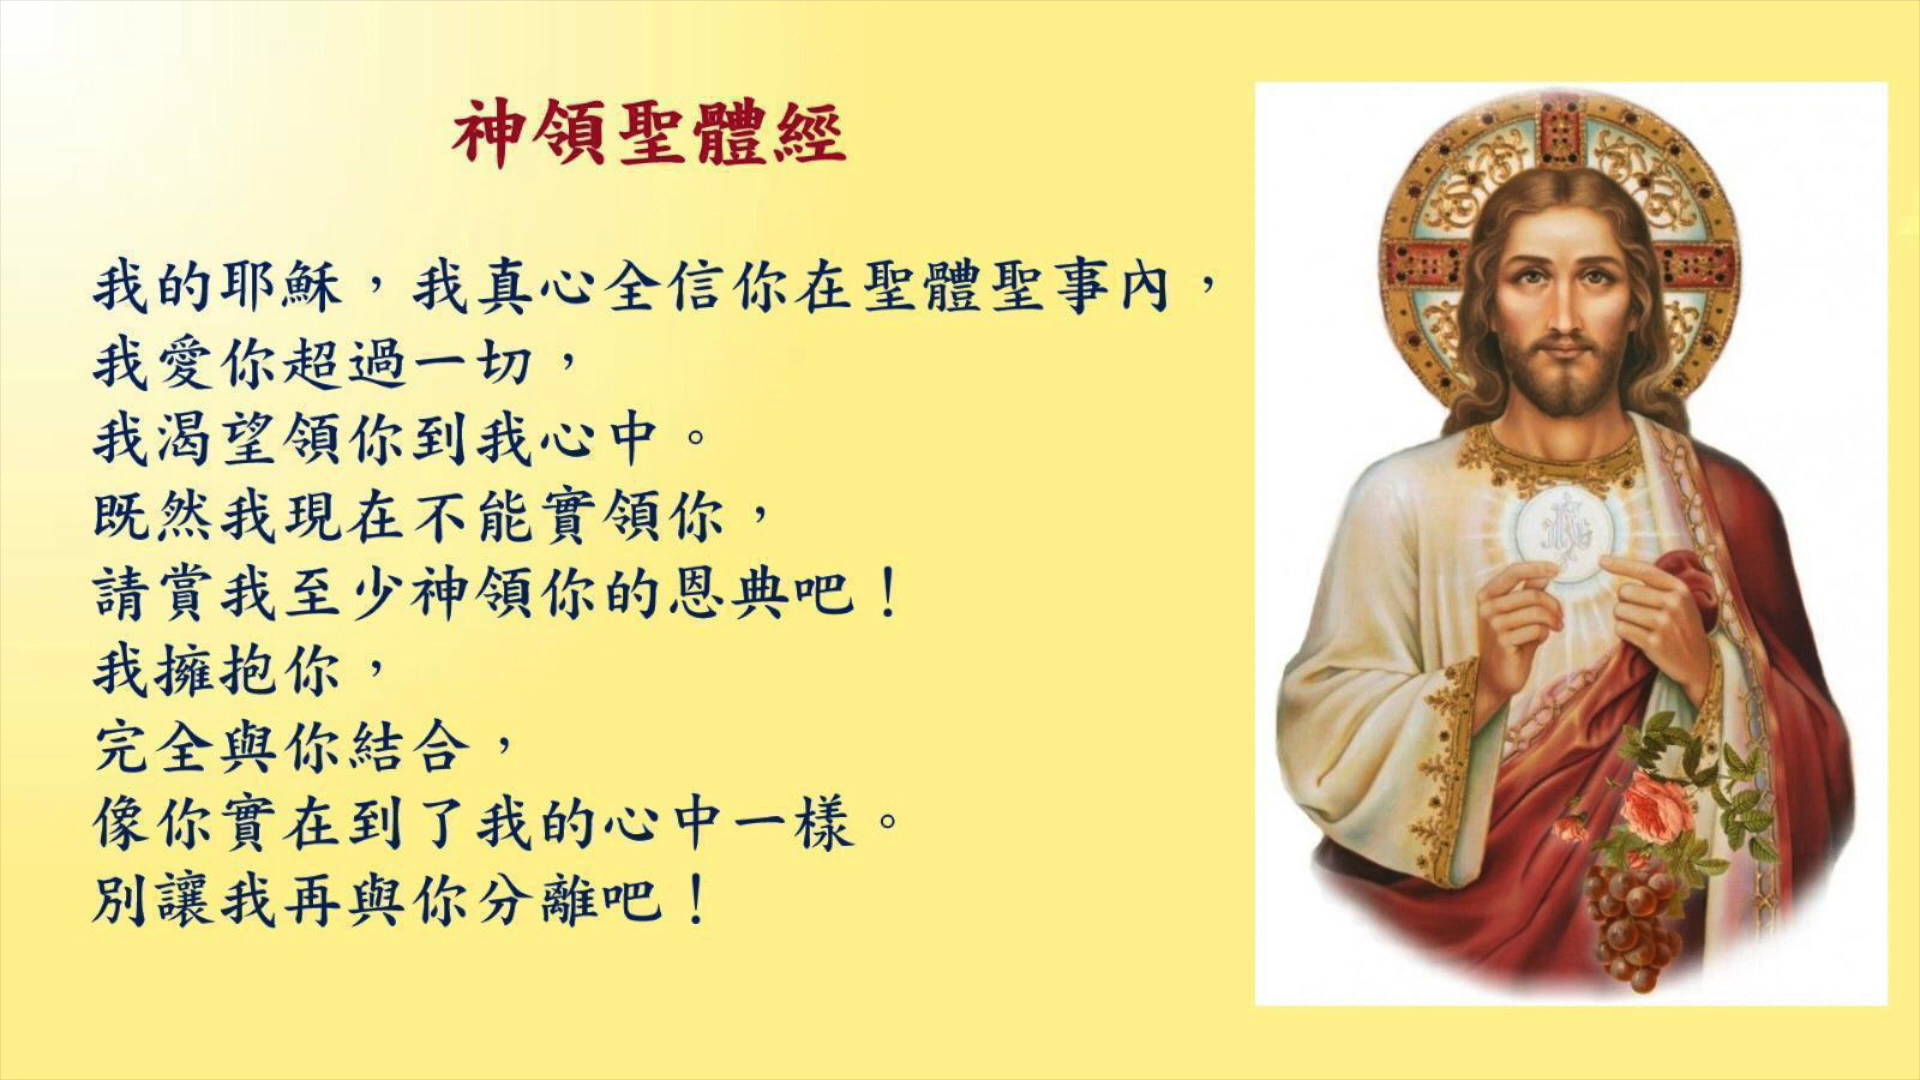 神領聖體經
我的耶穌，我真心全信你在聖體聖事內，
我愛你超過一切，
我渴望領你到我心中。
既然我現在不能實領你，
請賞我至少神領你的恩典吧！
我擁抱你，
完全與你結合，
像你實在到了我的心中一樣。
別讓我再與你分離吧！